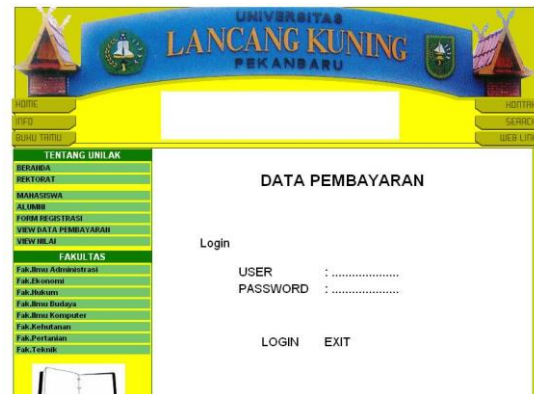 UNIVERSITAS
LANCANG KUNING
PEKANBARU
HOME
INFO
BUKU TAMU
KONTAK
SEARCH
WEB LINK
TENTANG UNILAK
BERANDA
REKTORAT
MAHASISWA
ALUMNI
FORM REGISTRASI
VIEW DATA PEMBAYARAN
VIEW NILAI
FAKULTAS
Fak.Ilmu Administrasi
Fak.Ekonomi
Fak.Hukum
Fak.Ilmu Budaya
Fak.Ilmu Komputer
Fak.Kehutanan
Fak.Pertanian
Fak.Teknik
DATA PEMBAYARAN
Login
USER : ....................
PASSWORD : ....................
LOGIN EXIT